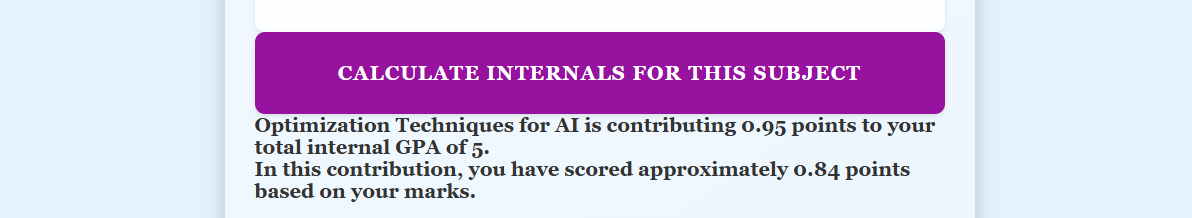 CALCULATE INTERNALS FOR THIS SUBJECT
Optimization Techniques for AI is contributing 0.95 points to your
total internal GPA of 5.
In this contribution, you have scored approximately 0.84 points
based on your marks.